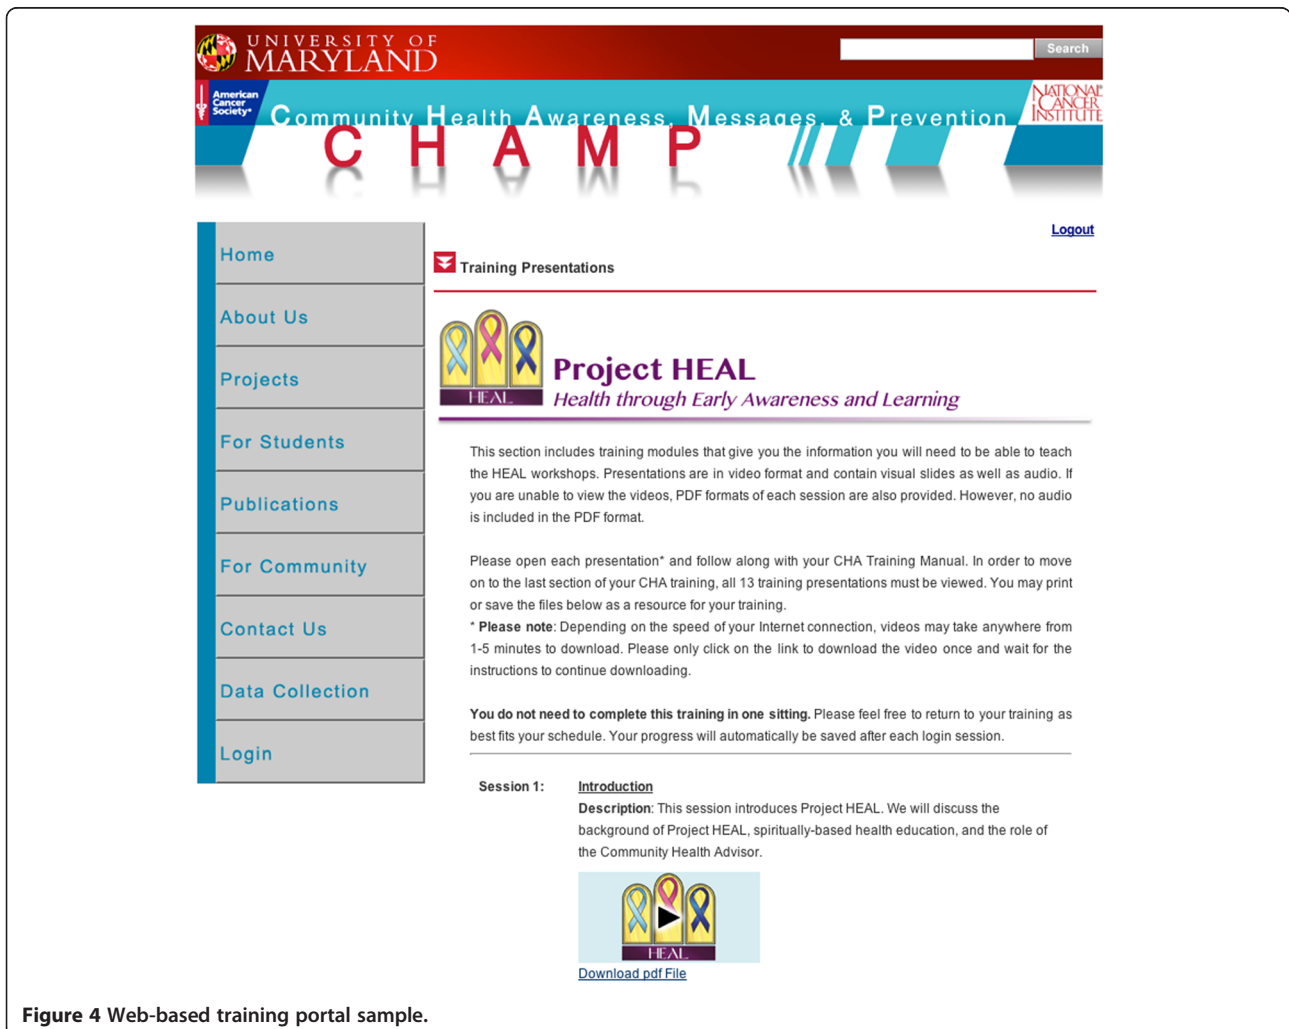 UNIVERSITY OF
MARYLAND
Search
American
Cancer
Society®
Community Health Awareness, Messages, & Prevention
NATIONAL
CANCER
INSTITUTE
CHAMP
Logout
Home
About Us
Projects
For Students
Publications
For Community
Contact Us
Data Collection
Login
Training Presentations
HEAL
Project HEAL
Health through Early Awareness and Learning
This section includes training modules that give you the information you will need to be able to teach
the HEAL workshops. Presentations are in video format and contain visual slides as well as audio. If
you are unable to view the videos, PDF formats of each session are also provided. However, no audio
is included in the PDF format.
Please open each presentation* and follow along with your CHA Training Manual. In order to move
on to the last section of your CHA training, all 13 training presentations must be viewed. You may print
or save the files below as a resource for your training.
* Please note: Depending on the speed of your Internet connection, videos may take anywhere from
1-5 minutes to download. Please only click on the link to download the video once and wait for the
instructions to continue downloading.
You do not need to complete this training in one sitting. Please feel free to return to your training as
best fits your schedule. Your progress will automatically be saved after each login session.
Session 1: Introduction
Description: This session introduces Project HEAL. We will discuss the
background of Project HEAL, spiritually-based health education, and the role of
the Community Health Advisor.
HEAL
Download pdf File
Figure 4 Web-based training portal sample.